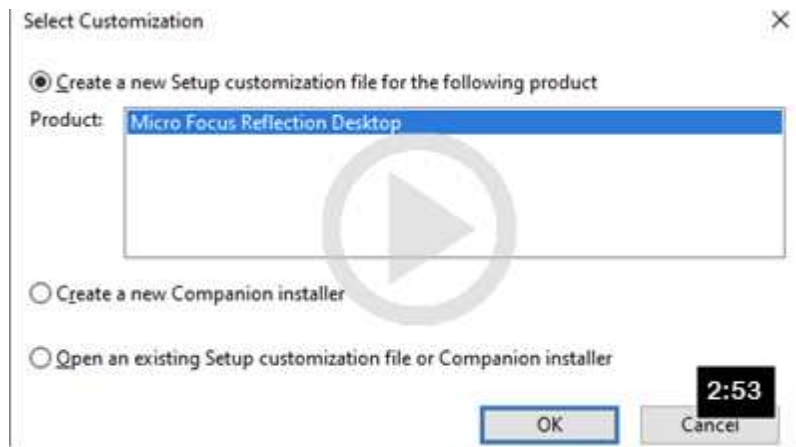 Select Customization
Create a new Setup customization file for the following product
Product:
Micro Focus Reflection Desktop
Create a new Companion installer
Open an existing Setup customization file or Companion installer
2:53
OK
Cancel